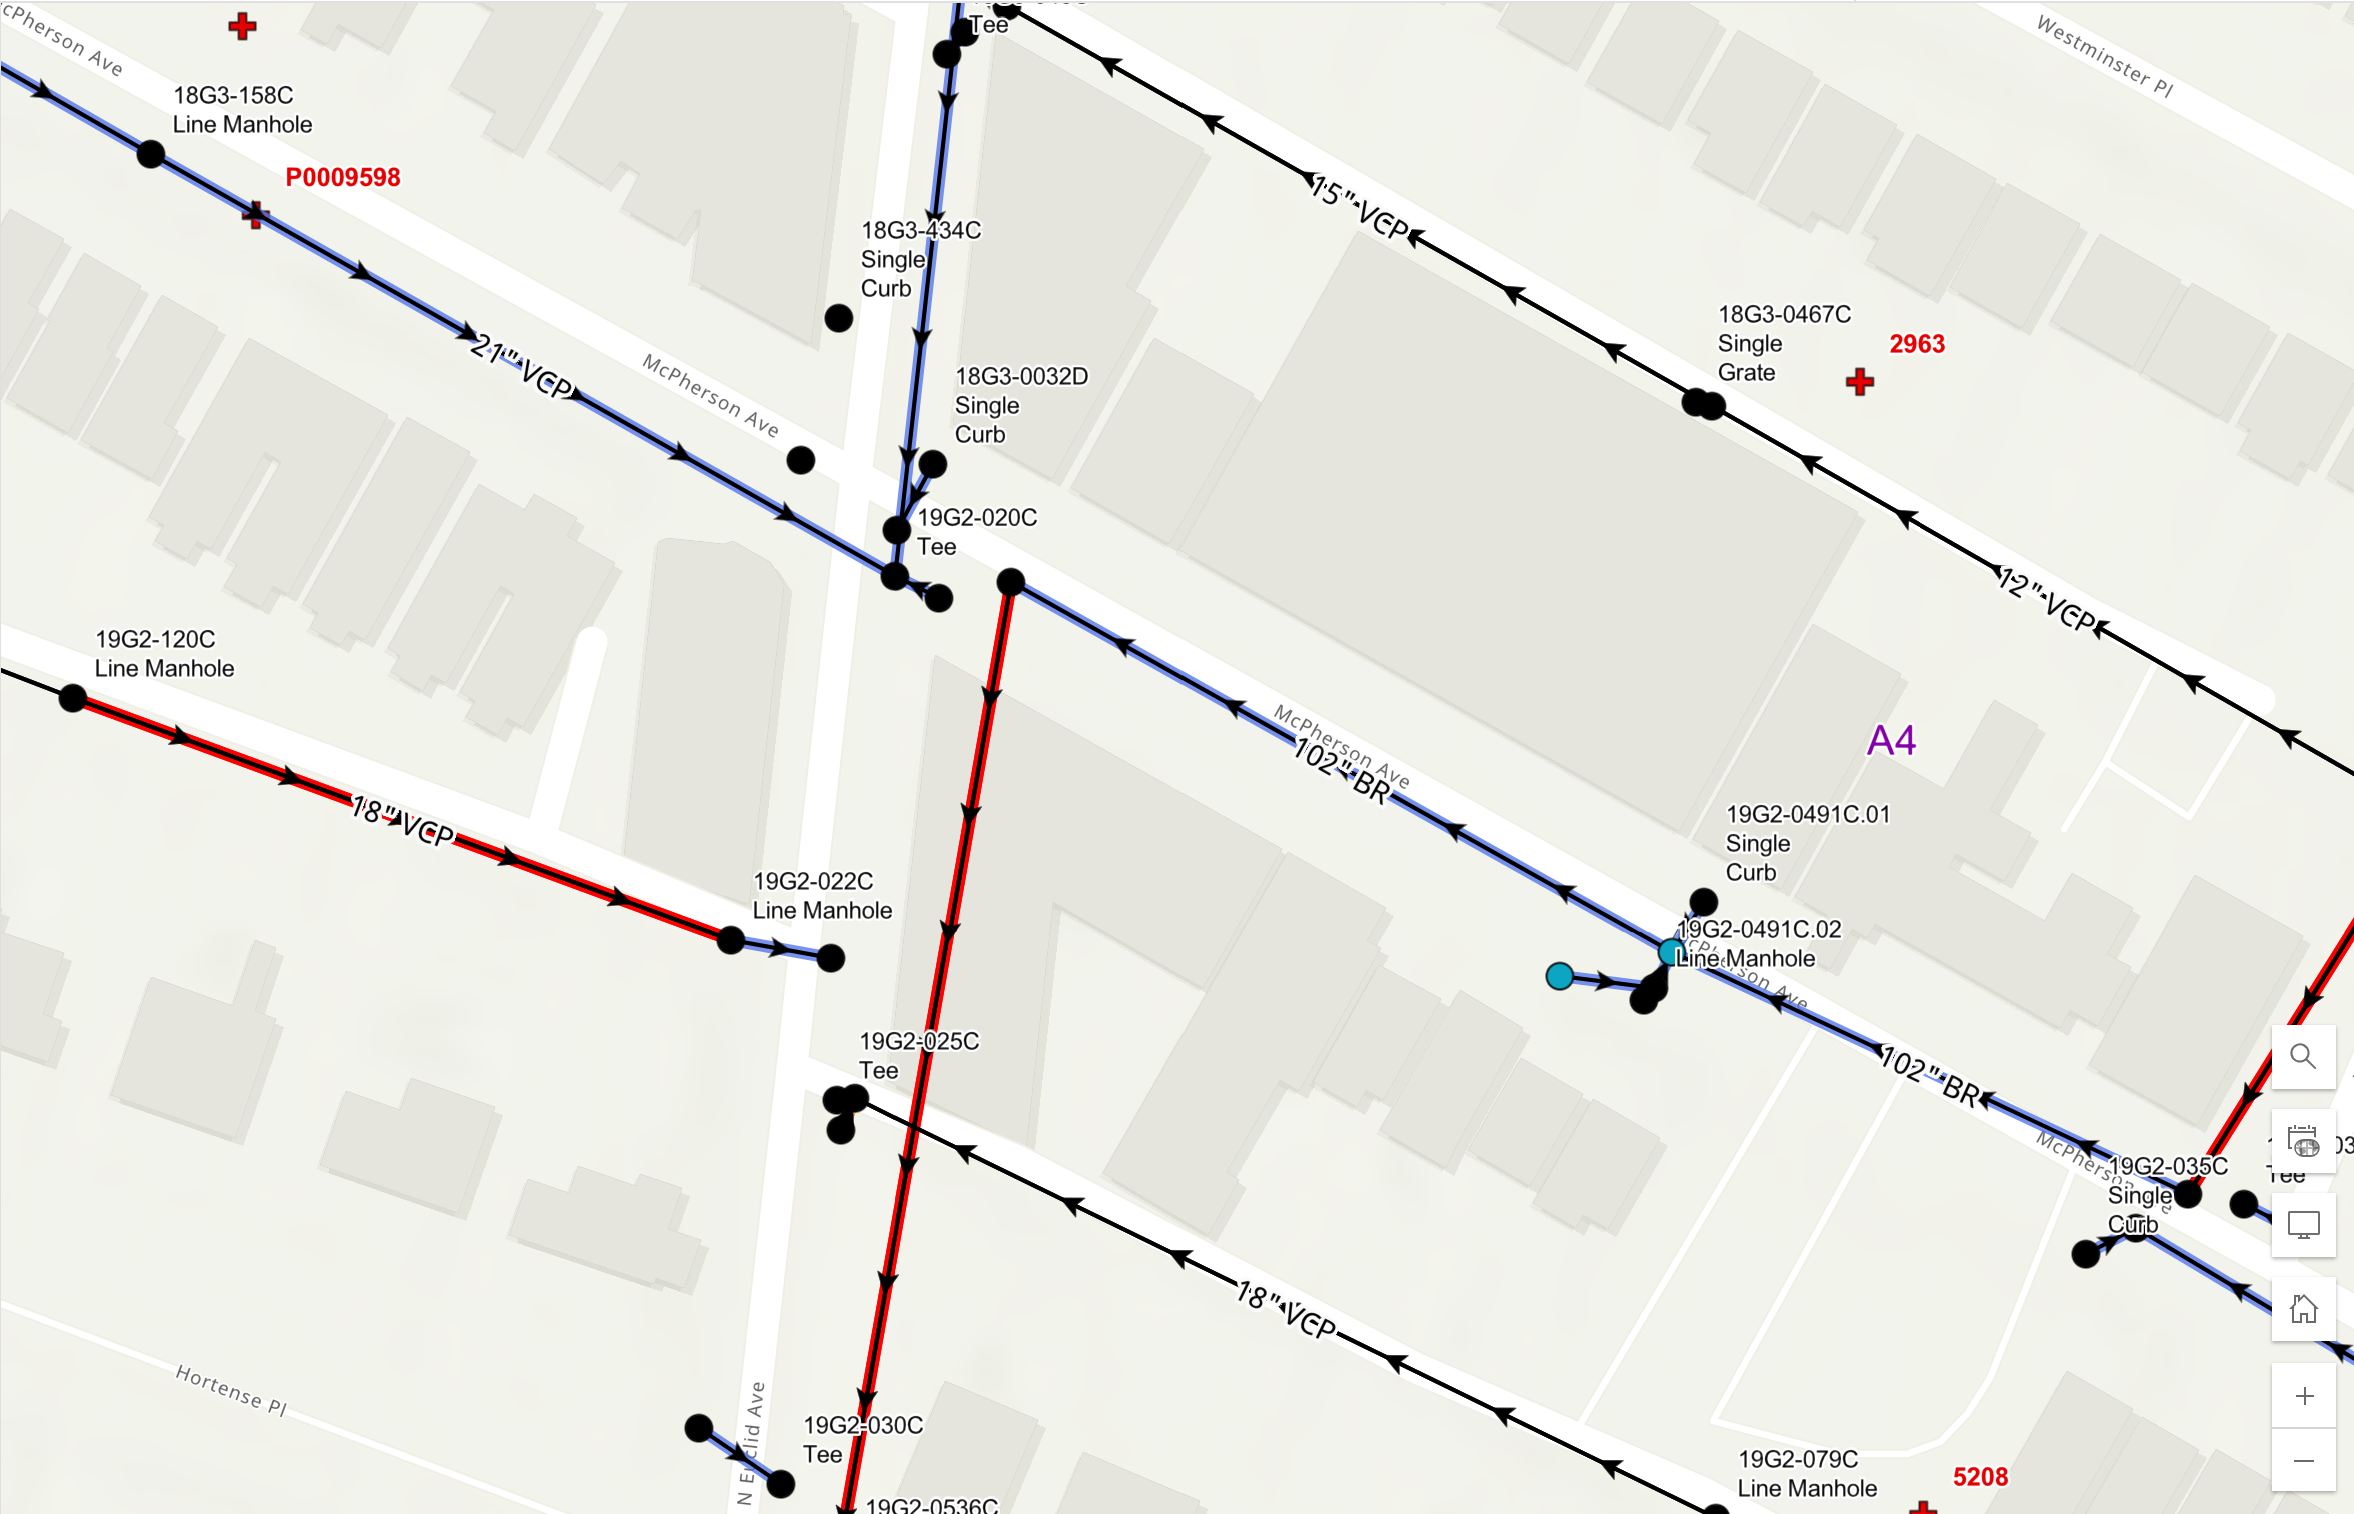 McPherson Ave
Tee
Westminster Pl
18G3-158C
Line Manhole
P0009598
15" VCP
18G3-434C
Single
Curb
18G3-0467C
Single
Grate
2963
21" VCP
McPherson Ave
18G3-0032D
Single
Curb
19G2-020C
Tee
12" VCP
19G2-120C
Line Manhole
McPherson Ave
102" BR
A4
18" VCP
19G2-0491C.01
Single
Curb
19G2-022C
Line Manhole
19G2-0491C.02
Line Manhole
McPherson Ave
19G2-025C
Tee
102" BR
McPherson
19G2-035C
Single
Curb
Tee
18" VCP
Hortense Pl
N Euclid Ave
19G2-030C
Tee
19G2-079C
Line Manhole
5208
19G2-0536C